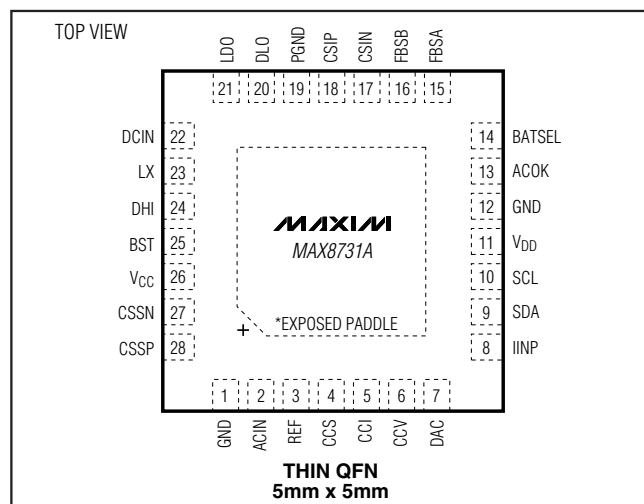 TOP VIEW
LDO DLO PGND CSIP CSIN FBSB FBSA
21 20 19 18 17 16 15
DCIN 22
LX 23
DHI 24
BST 25
VCC 26
CSSN 27
CSSP 28
14 BATSEL
13 ACOK
12 GND
11 VDD
10 SCL
9 SDA
8 IINP
MAXIM
MAX8731A
*EXPOSED PADDLE
+
1 2 3 4 5 6 7
GND ACIN REF CCS CCI CCV DAC
THIN QFN
5mm x 5mm